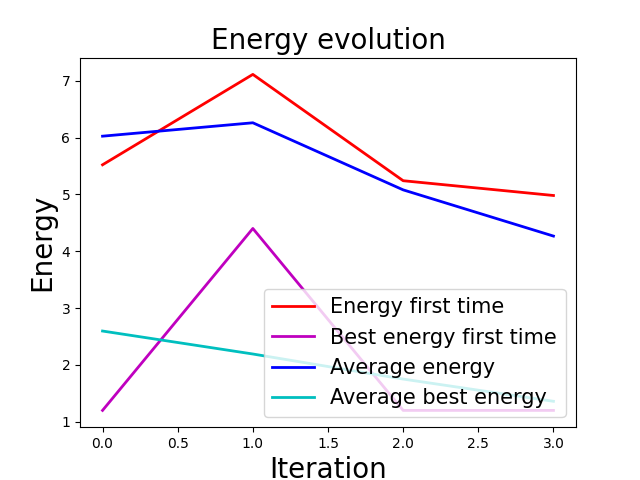 Energy evolution
Energy
7
6
5
4
3
2
1
Energy first time
Best energy first time
Average energy
Average best energy
0.0 0.5 1.0 1.5 2.0 2.5 3.0
Iteration